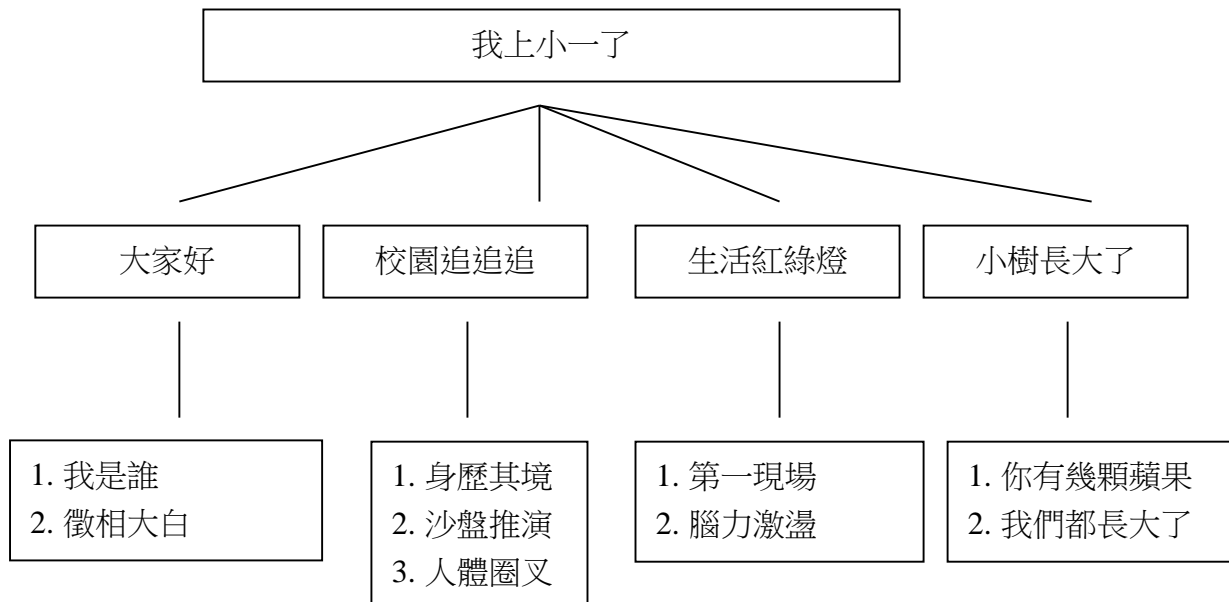 我上小一了
大家好
校園追追追
生活紅綠燈
小樹長大了
1. 我是誰
2. 徵相大白
1. 身歷其境
2. 沙盤推演
3. 人體圈叉
1. 第一現場
2. 腦力激盪
1. 你有幾顆蘋果
2. 我們都長大了